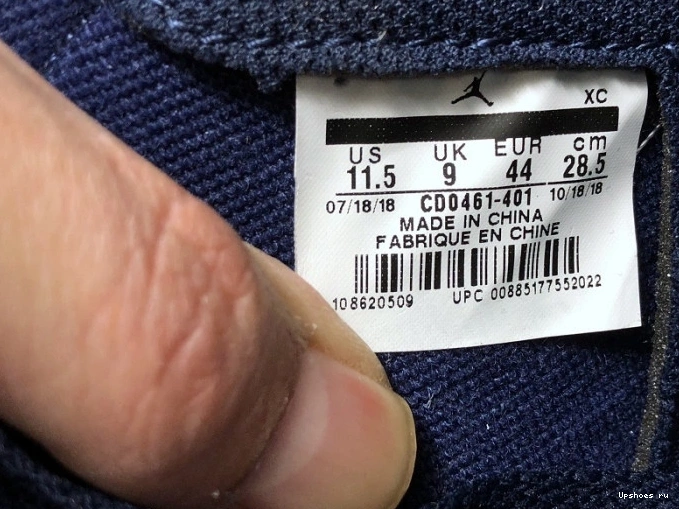 XC
US UK EUR cm
11.5 9 44 28.5
07/18/18 CD0461-401 10/18/18
MADE IN CHINA
FABRIQUE EN CHINE
108620509 UPC 00885177552022
Upshoes ru